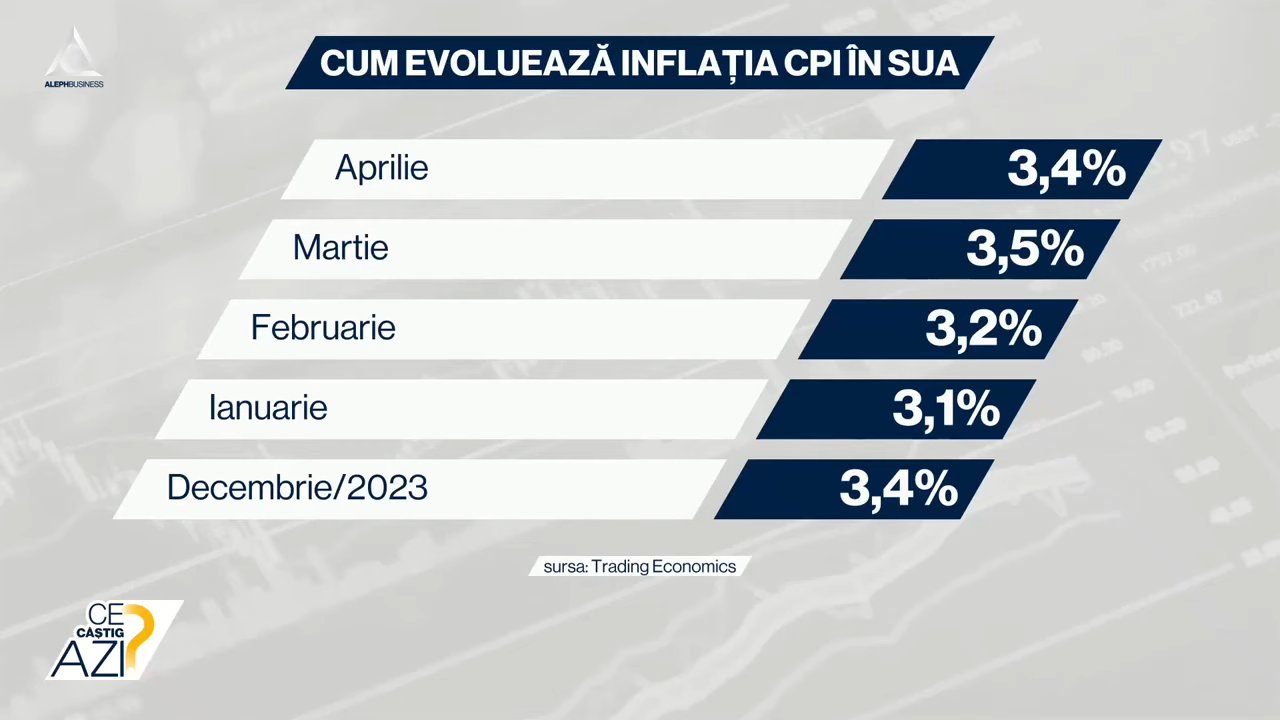 ALEPHBUSINESS
CUM EVOLUEAZĂ INFLAȚIA CPI ÎN SUA
Aprilie 3,4%
Martie 3,5%
Februarie 3,2%
Ianuarie 3,1%
Decembrie/2023 3,4%
sursa: Trading Economics
CE
CÂȘTIG
AZI?